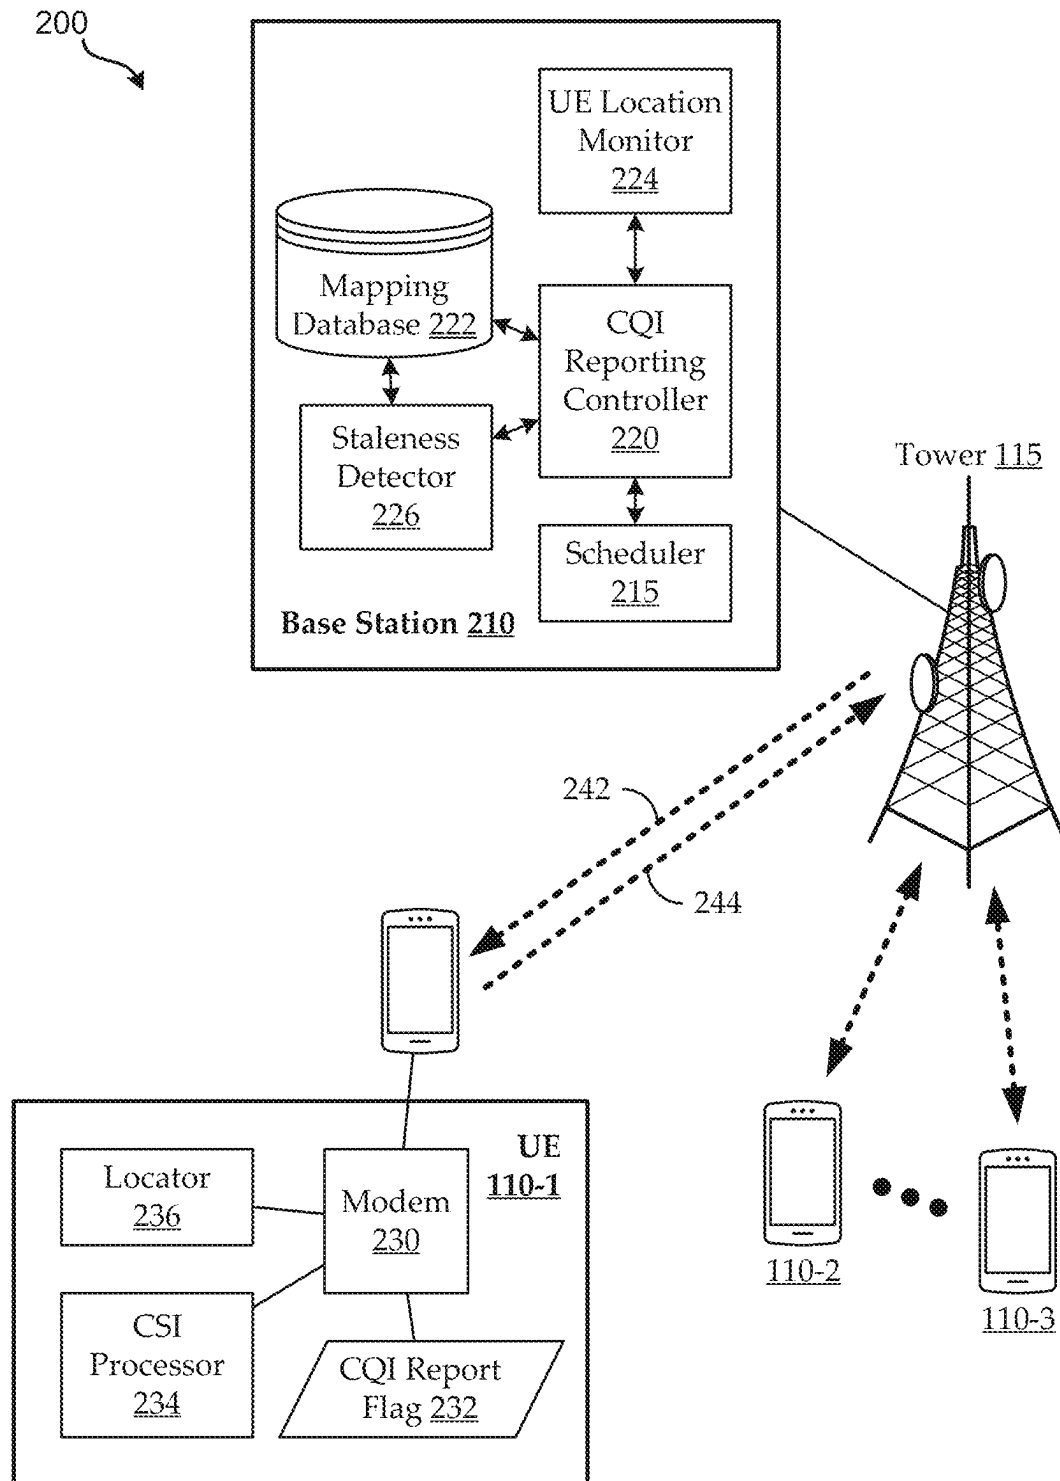 200
UE Location
Monitor
224
Mapping
Database 222
CQI
Reporting
Controller
220
Staleness
Detector
226
Scheduler
215
Base Station 210
Tower 115
242
244
UE
110-1
Locator
236
Modem
230
CSI
Processor
234
CQI Report
Flag 232
110-2
110-3